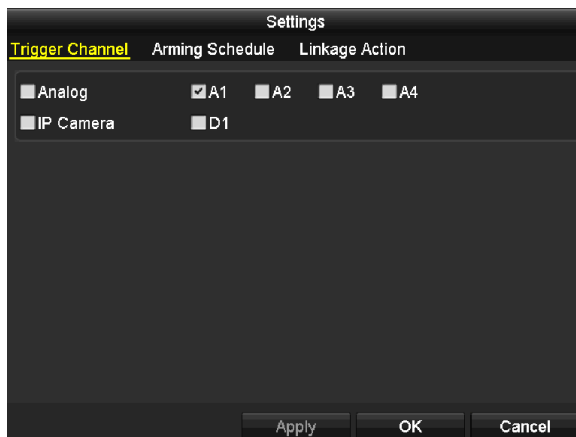 Settings
Trigger Channel Arming Schedule Linkage Action
Analog A1 A2 A3 A4
IP Camera D1
Apply OK Cancel